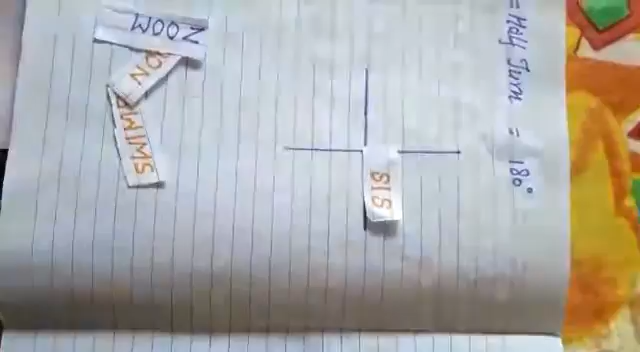 = Half Turn = 180°
ZOOM
SWIMS
SIS